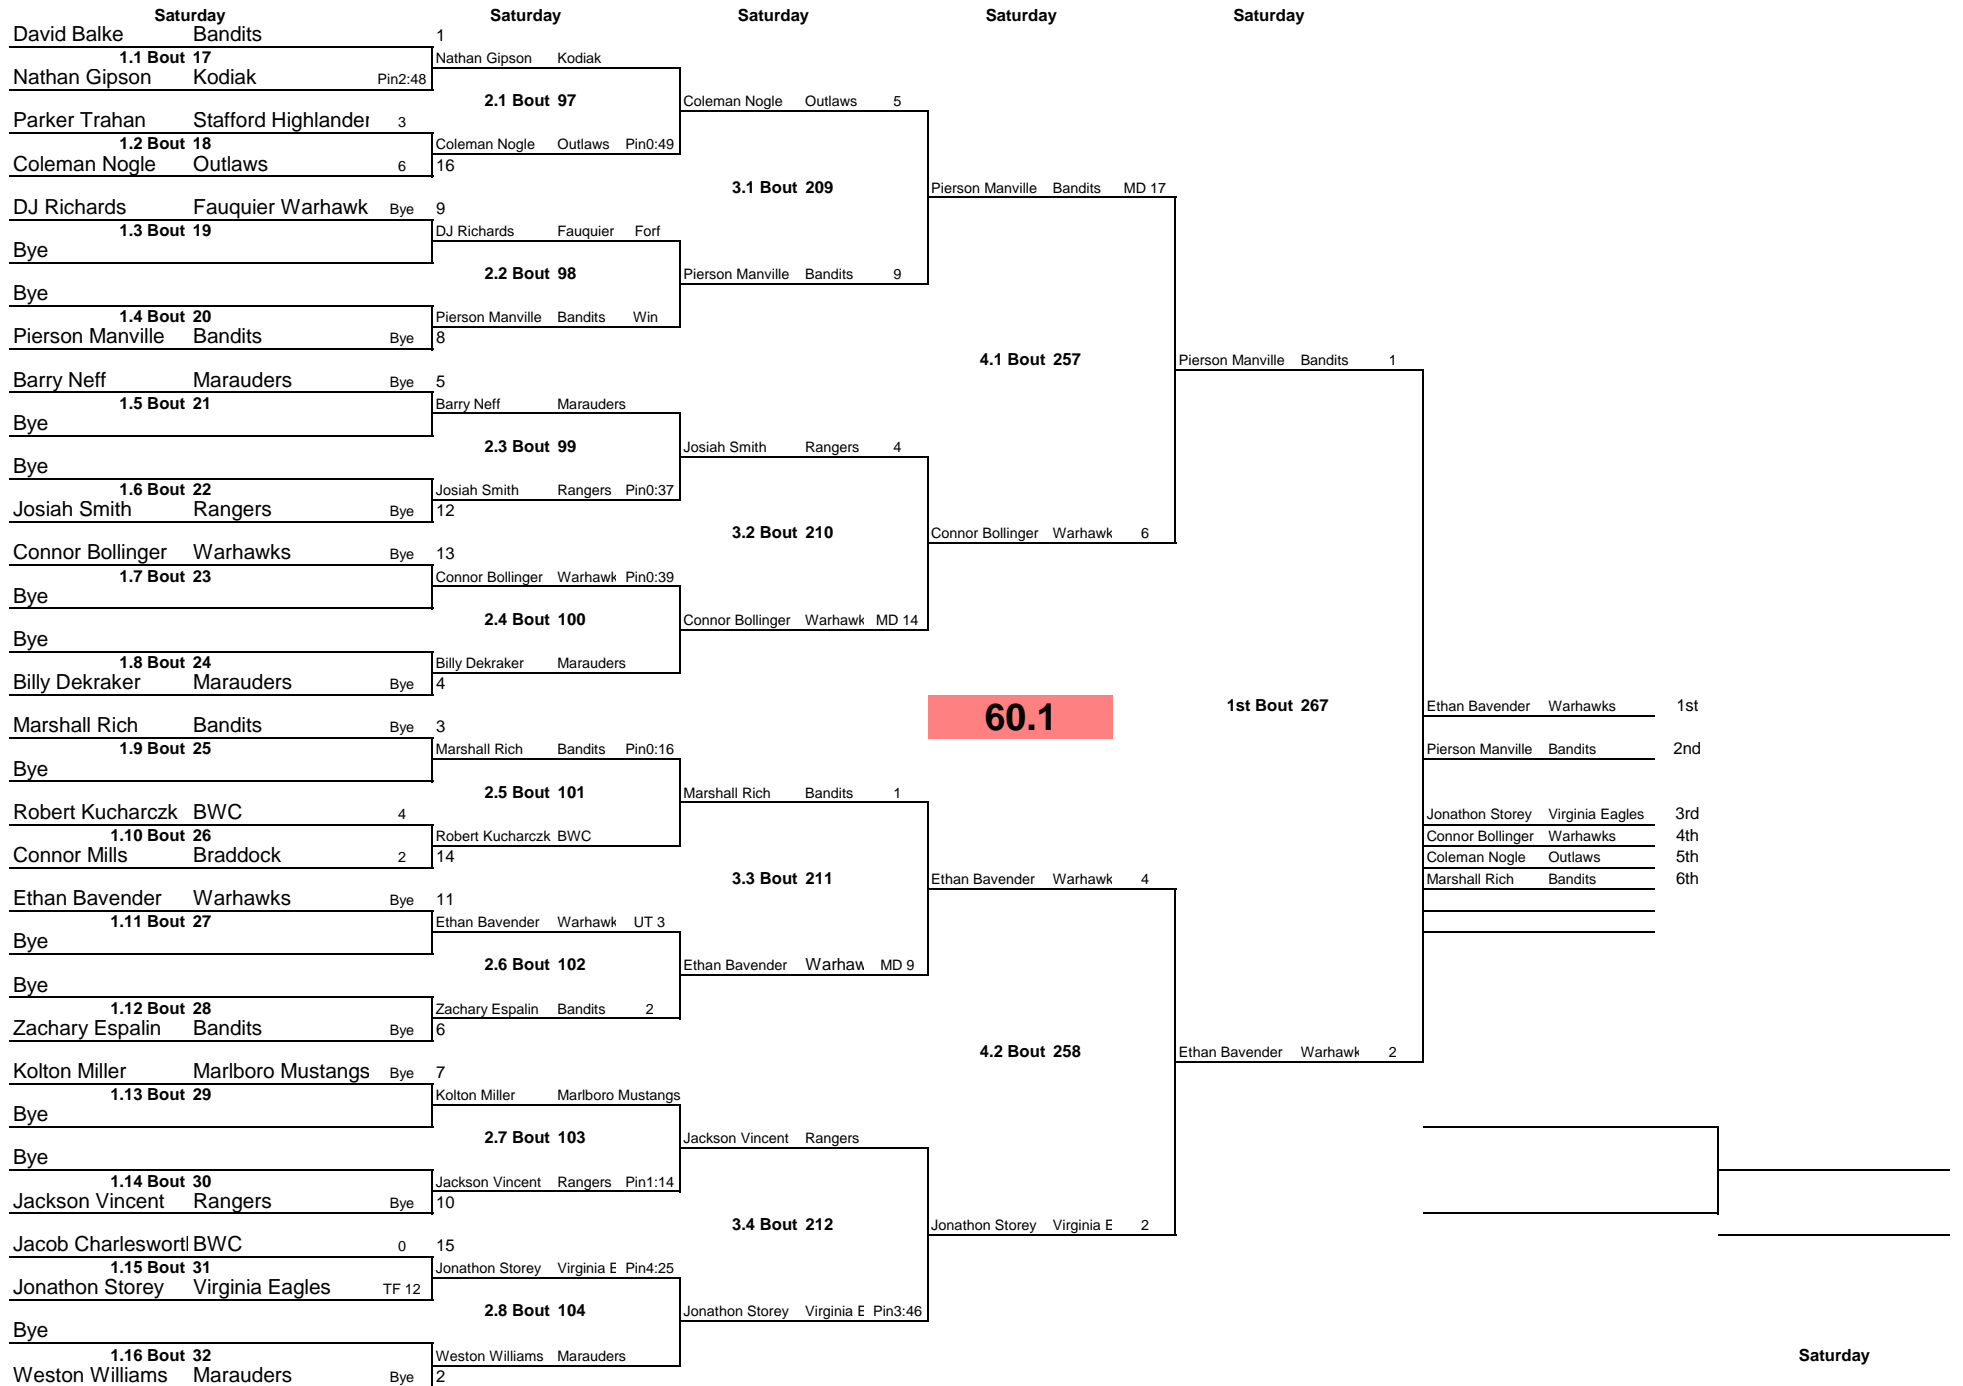 Saturday Saturday Saturday Saturday Saturday
David Balke Bandits 1
1.1 Bout 17
Nathan Gipson Kodiak
Nathan Gipson Kodiak Pin2:48
2.1 Bout 97
Coleman Nogle Outlaws 5
Parker Trahan Stafford Highlander 3
1.2 Bout 18
Coleman Nogle Outlaws Pin0:49
Coleman Nogle Outlaws 6 16
3.1 Bout 209
Pierson Manville Bandits MD 17
DJ Richards Fauquier Warhawk Bye 9
1.3 Bout 19
DJ Richards Fauquier Forf
Bye
2.2 Bout 98
Pierson Manville Bandits 9
Bye
1.4 Bout 20
Pierson Manville Bandits Win
Pierson Manville Bandits Bye 8
4.1 Bout 257
Pierson Manville Bandits 1
Barry Neff Marauders Bye 5
1.5 Bout 21
Barry Neff Marauders
Bye
2.3 Bout 99
Josiah Smith Rangers 4
Bye
1.6 Bout 22
Josiah Smith Rangers Pin0:37
Josiah Smith Rangers Bye 12
3.2 Bout 210
Connor Bollinger Warhawk 6
Connor Bollinger Warhawks Bye 13
1.7 Bout 23
Connor Bollinger Warhawk Pin0:39
Bye
2.4 Bout 100
Connor Bollinger Warhawk MD 14
Bye
1.8 Bout 24
Billy Dekraker Marauders
Billy Dekraker Marauders Bye 4
60.1
1st Bout 267
Ethan Bavender Warhawks 1st
Marshall Rich Bandits Bye 3
1.9 Bout 25
Marshall Rich Bandits Pin0:16
Pierson Manville Bandits 2nd
Bye
2.5 Bout 101
Marshall Rich Bandits 1
Robert Kucharczk BWC 4
Jonathon Storey Virginia Eagles 3rd
1.10 Bout 26
Robert Kucharczk BWC
Connor Bollinger Warhawks 4th
Connor Mills Braddock 2 14
Coleman Nogle Outlaws 5th
3.3 Bout 211
Ethan Bavender Warhawk 4
Marshall Rich Bandits 6th
Ethan Bavender Warhawks Bye 11
1.11 Bout 27
Ethan Bavender Warhawk UT 3
Bye
2.6 Bout 102
Ethan Bavender Warhaw MD 9
Bye
1.12 Bout 28
Zachary Espalin Bandits 2
Zachary Espalin Bandits Bye 6
4.2 Bout 258
Ethan Bavender Warhawk 2
Kolton Miller Marlboro Mustangs Bye 7
1.13 Bout 29
Kolton Miller Marlboro Mustangs
Bye
2.7 Bout 103
Jackson Vincent Rangers
Bye
1.14 Bout 30
Jackson Vincent Rangers Pin1:14
Jackson Vincent Rangers Bye 10
3.4 Bout 212
Jonathon Storey Virginia E 2
Jacob Charleswort BWC 0 15
1.15 Bout 31
Jonathon Storey Virginia E Pin4:25
Jonathon Storey Virginia Eagles TF 12
2.8 Bout 104
Jonathon Storey Virginia E Pin3:46
Bye
1.16 Bout 32
Weston Williams Marauders
Saturday
Weston Williams Marauders Bye 2